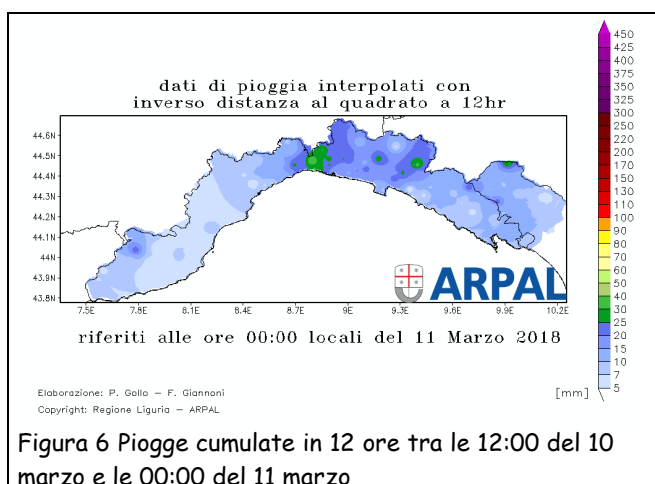 dati di pioggia interpolati con
inverso distanza al quadrato a 12hr
44.6N
44.5N
44.4N
44.3N
44.2N
44.1N
44N
43.9N
43.8N
7.5E 7.8E 8.1E 8.4E 8.7E 9E 9.3E 9.6E 9.9E 10.2E
ARPAL
riferiti alle ore 00:00 locali del 11 Marzo 2018
450
425
400
375
350
325
300
250
220
200
170
150
130
110
100
90
80
70
60
50
40
30
25
20
15
10
7
5
[mm]
Elaborazione: P. Gollo – F. Giannoni
Copyright: Regione Liguria – ARPAL
Figura 6 Piogge cumulate in 12 ore tra le 12:00 del 10
marzo e le 00:00 del 11 marzo